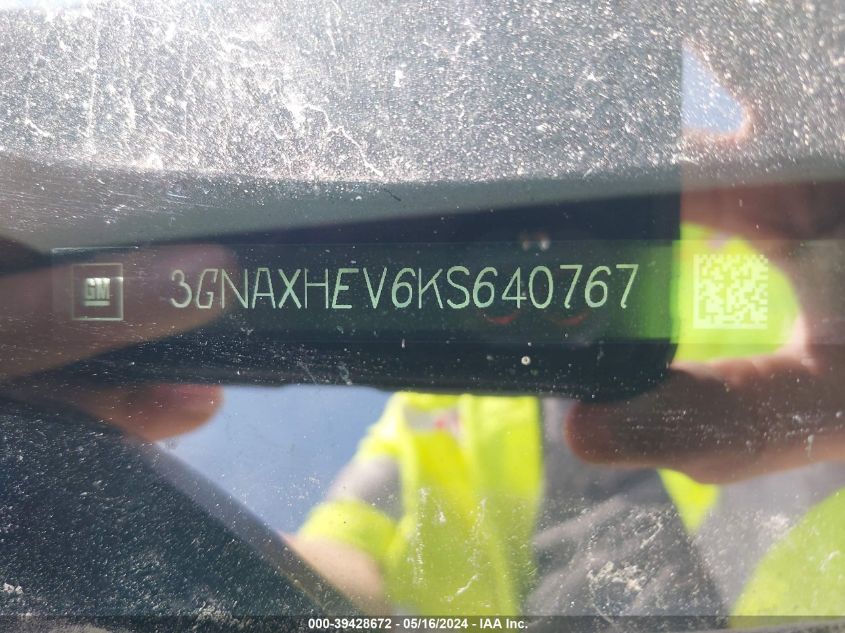 GM 3GNAXHEV6KS640767
000-39428672 - 05/16/2024 - IAA Inc.